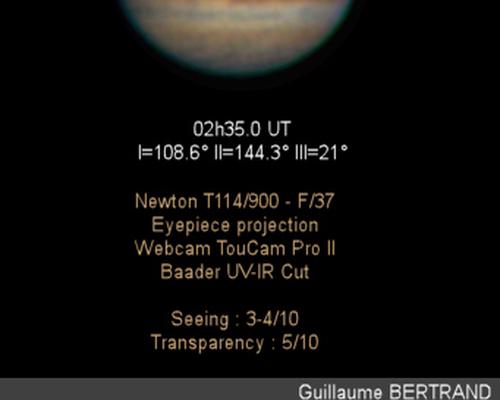 02h35.0 UT
I=108.6° II=144.3° III=21°
Newton T114/900 - F/37
Eyepiece projection
Webcam TouCam Pro II
Baader UV-IR Cut
Seeing : 3-4/10
Transparency : 5/10
Guillaume BERTRAND